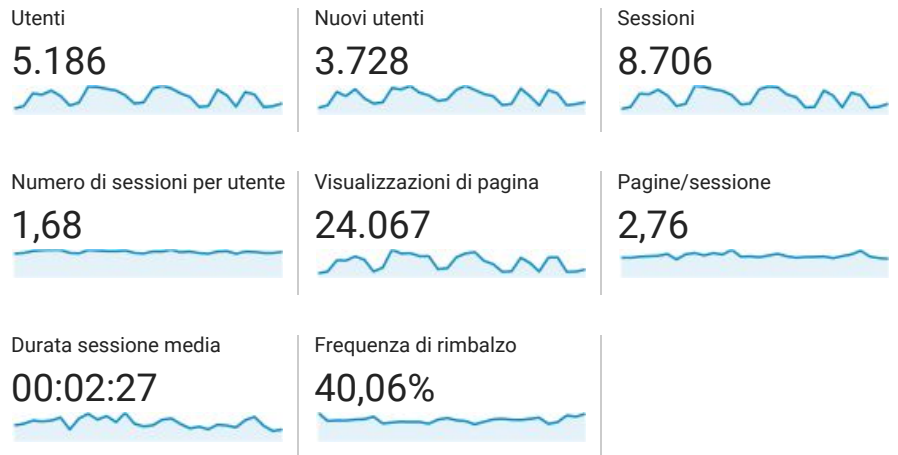 Utenti
5.186
Nuovi utenti
3.728
Sessioni
8.706
Numero di sessioni per utente
1,68
Visualizzazioni di pagina
24.067
Pagine/sessione
2,76
Durata sessione media
00:02:27
Frequenza di rimbalzo
40,06%